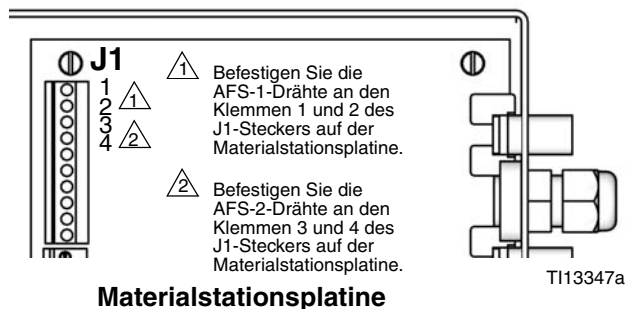 J1
1
2
3
4
1
2
Befestigen Sie die
AFS-1-Drähte an den
Klemmen 1 und 2 des
J1-Steckers auf der
Materialstationsplatine.
1
2
Befestigen Sie die
AFS-2-Drähte an den
Klemmen 3 und 4 des
J1-Steckers auf der
Materialstationsplatine.
TI13347a
Materialstationsplatine